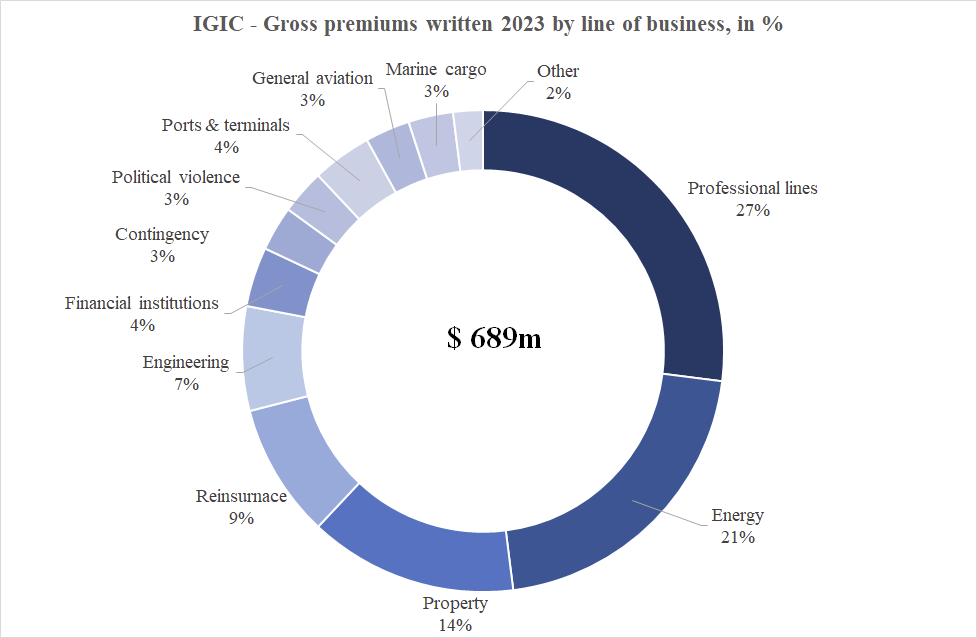 IGIC - Gross premiums written 2023 by line of business, in %
Marine cargo
3%
Other
2%
General aviation
3%
Ports & terminals
4%
Political violence
3%
Contingency
3%
Financial institutions
4%
Engineering
7%
Reinsurnace
9%
Property
14%
Energy
21%
Professional lines
27%
$ 689m